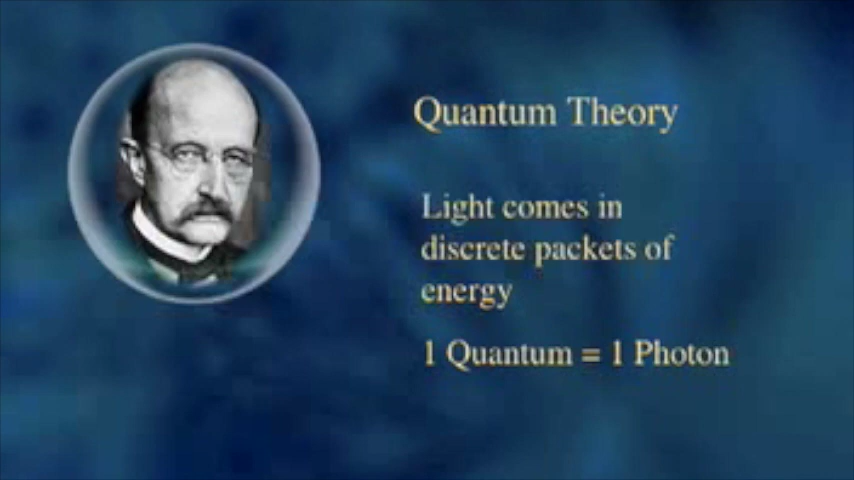 Quantum Theory
Light comes in
discrete packets of
energy
1 Quantum = 1 Photon